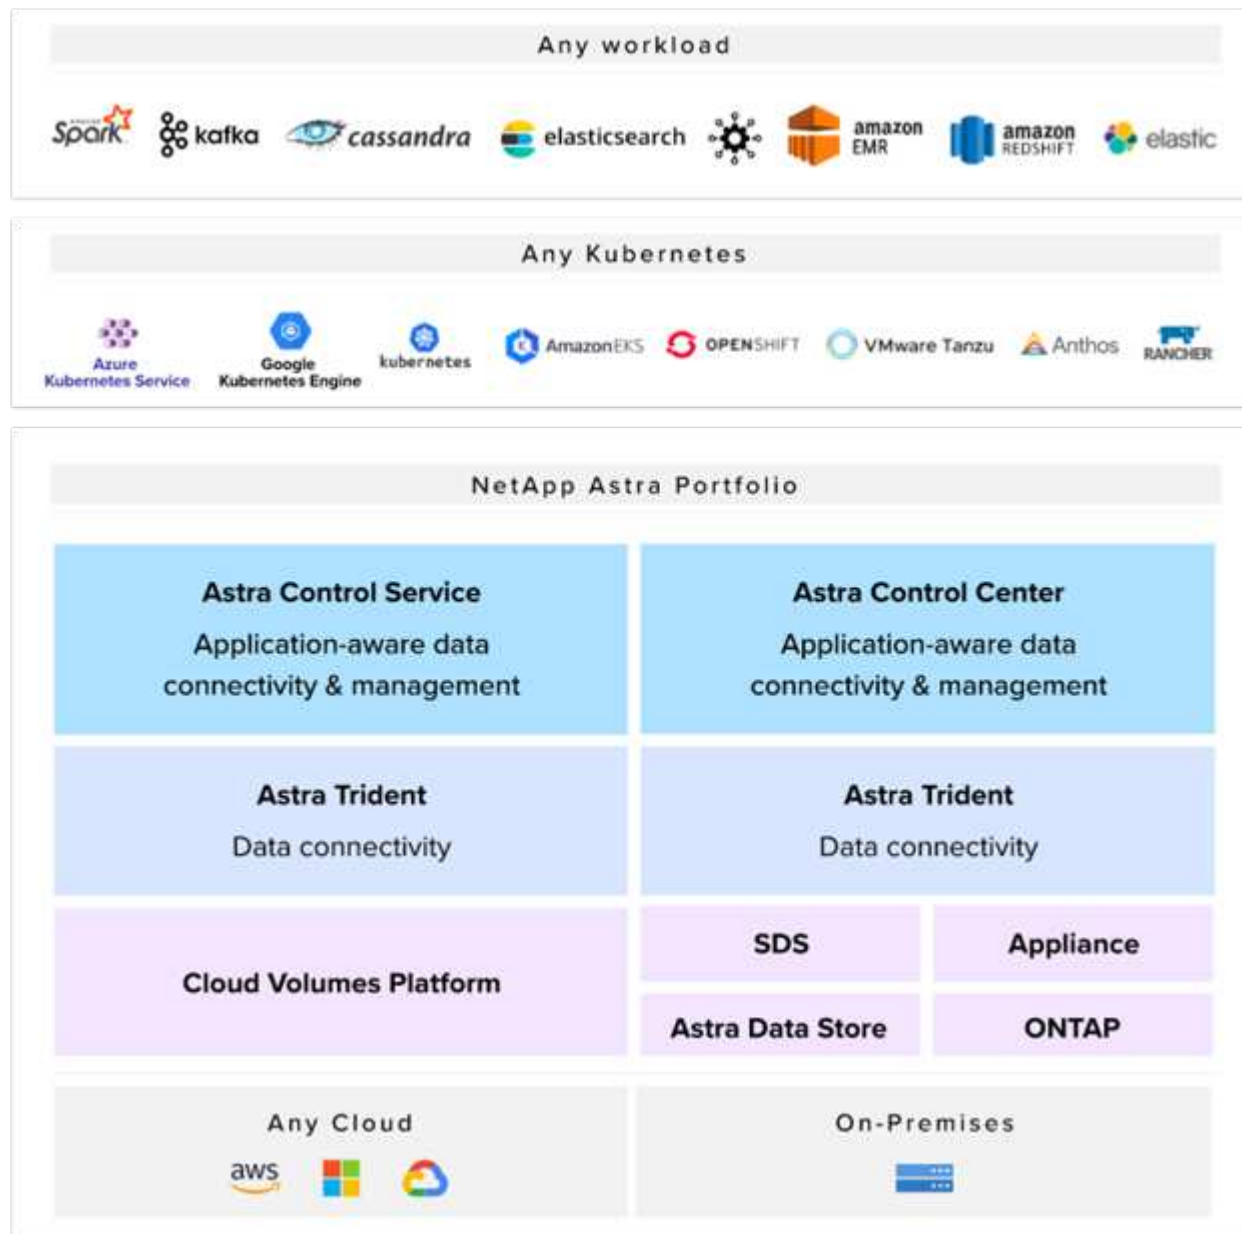 Any workload
APACHE
Spark
kafka
cassandra
elasticsearch
amazon
EMR
amazon
REDSHIFT
elastic
Any Kubernetes
Azure
Kubernetes Service
Google
Kubernetes Engine
kubernetes
Amazon EKS
OPENSHIFT
VMware Tanzu
Anthos
RANCHER
NetApp Astra Portfolio
Astra Control Service
Application-aware data
connectivity & management
Astra Control Center
Application-aware data
connectivity & management
Astra Trident
Data connectivity
Astra Trident
Data connectivity
Cloud Volumes Platform
SDS
Appliance
Astra Data Store
ONTAP
Any Cloud
aws
On-Premises